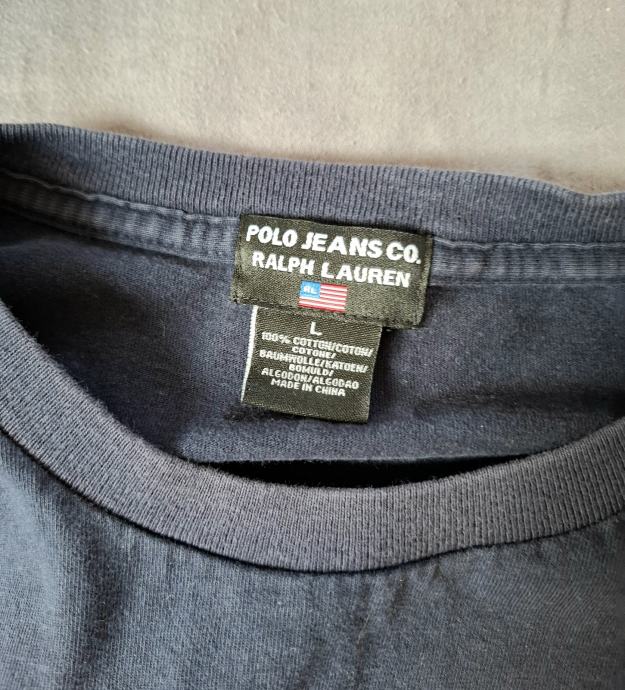 POLO JEANS CO.
RALPH LAUREN
RL
L
100% COTTON/COTON/
COTONE/
BAUMWOLLE/KATOEN/
BOMULD/
ALGODON/ALGODAO
MADE IN CHINA